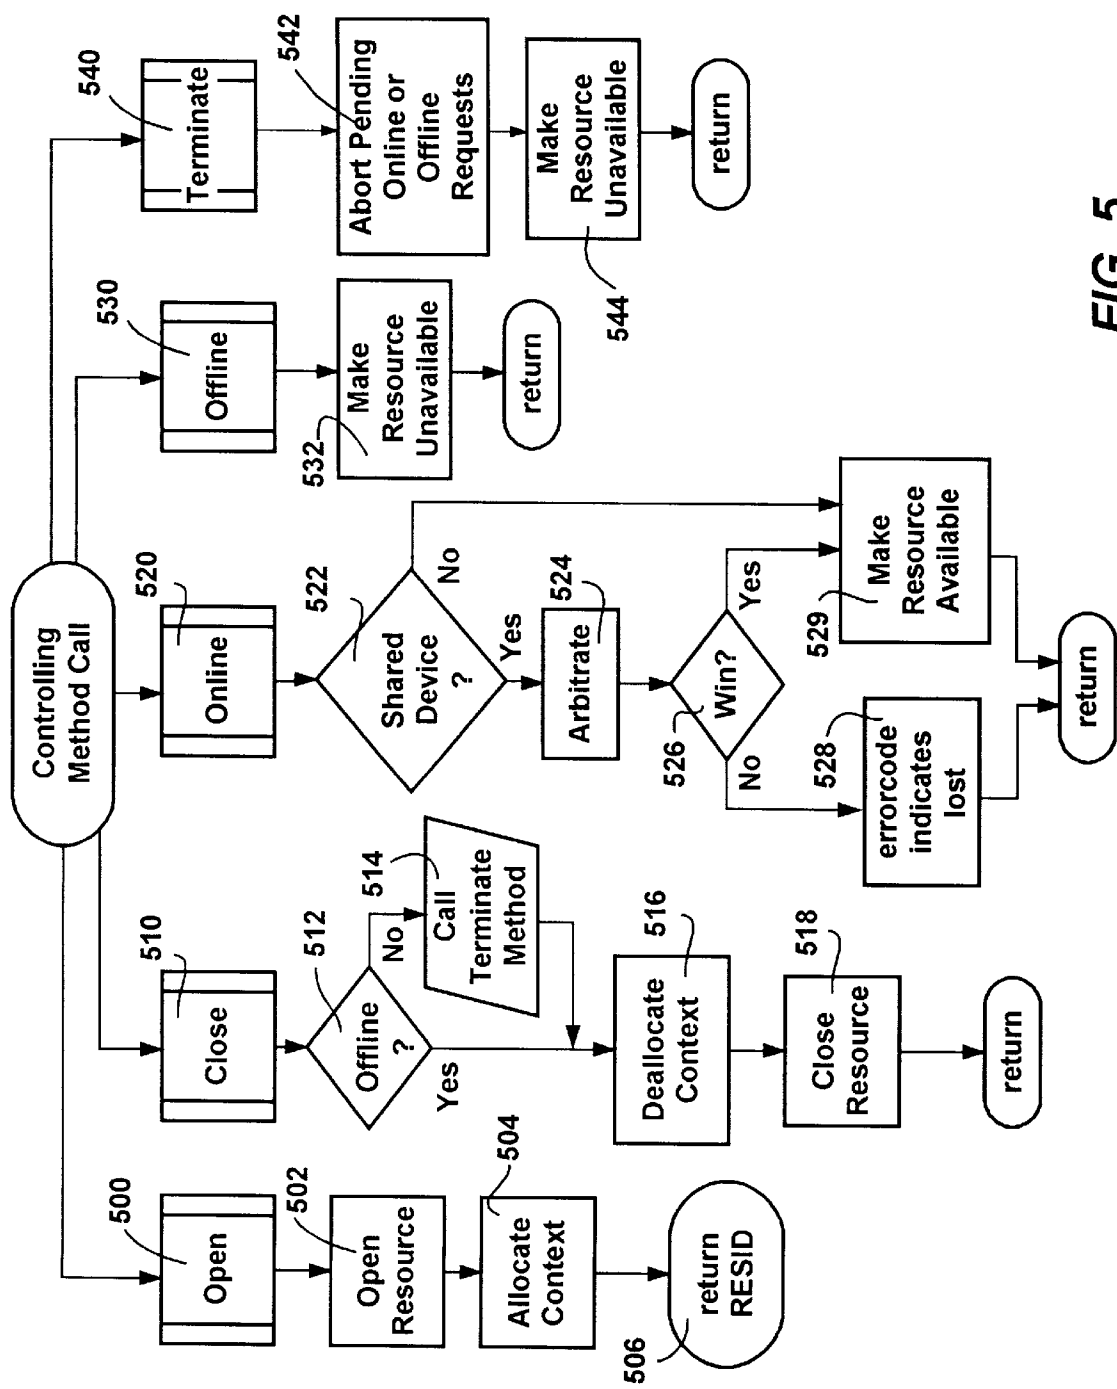 Controlling
Method Call
500
Open
502
Open
Resource
504
Allocate
Context
506
return
RESID
510
Close
512
Offline
?
No
Yes
514
Call
Terminate
Method
516
Deallocate
Context
518
Close
Resource
return
520
Online
522
Shared
Device
?
No
Yes
524
Arbitrate
526
Win?
No
Yes
528
errorcode
indicates
lost
529
Make
Resource
Available
return
530
Offline
532
Make
Resource
Unavailable
return
540
Terminate
542
Abort Pending
Online or
Offline
Requests
544
Make
Resource
Unavailable
return
FIG. 5